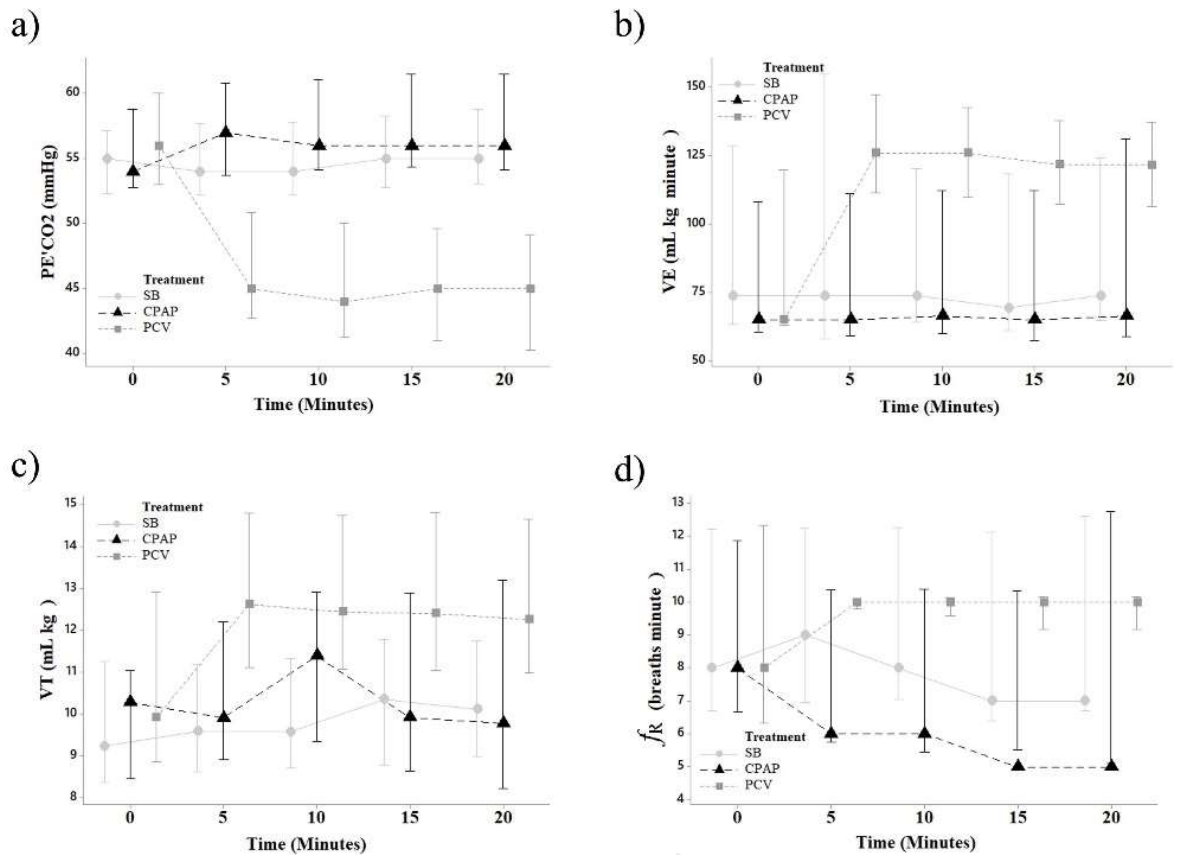 a)
60
55
50
45
40
PE'CO2 (mmHg)
Treatment
SB
CPAP
PCV
0 5 10 15 20
Time (Minutes)
b)
150
125
100
75
50
VE (mL kg minute )
Treatment
SB
CPAP
PCV
0 5 10 15 20
Time (Minutes)
c)
15
14
13
12
11
10
9
8
VT (mL kg )
Treatment
SB
CPAP
PCV
0 5 10 15 20
Time (Minutes)
d)
13
12
11
10
9
8
7
6
5
4
fR (breaths minute )
Treatment
SB
CPAP
PCV
0 5 10 15 20
Time (Minutes)